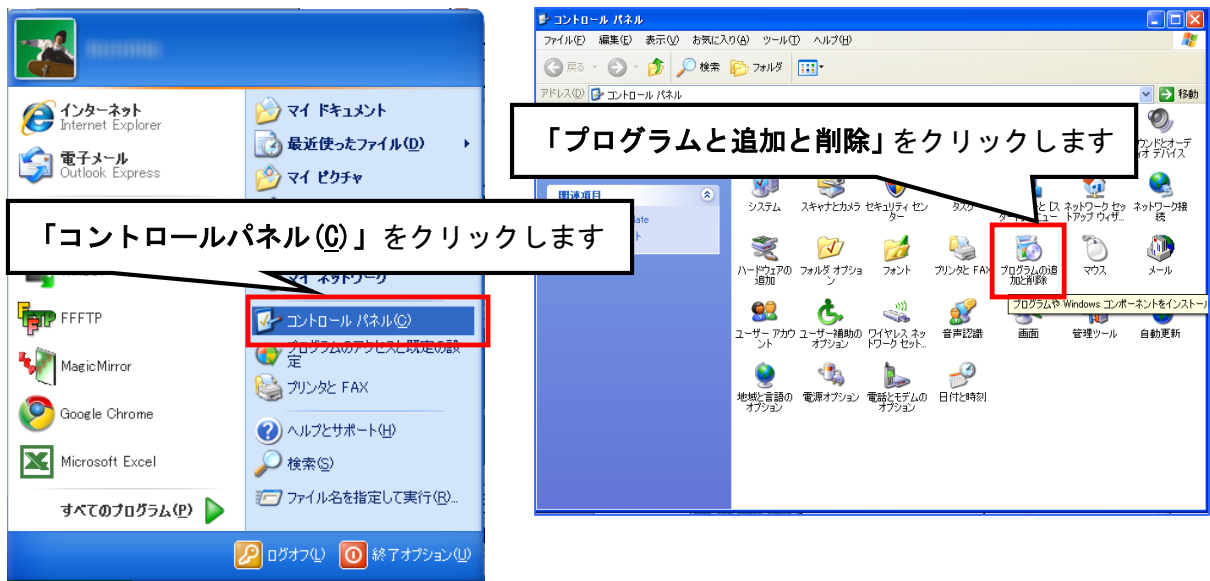 インターネット
Internet Explorer
電子メール
Outlook Express
FFFTP
MagicMirror
Google Chrome
Microsoft Excel
すべてのプログラム(P)
マイ ドキュメント
最近使ったファイル(D)
マイ ピクチャ
「コントロールパネル(C)」をクリックします
マイ ネットワーク
コントロール パネル(C)
プログラムのアクセスと既定の設
定
プリンタと FAX
ヘルプとサポート(H)
検索(S)
ファイル名を指定して実行(R)...
ログオフ(L)
終了オプション(U)
コントロール パネル
ファイル(F) 編集(E) 表示(V) お気に入り(A) ツール(T) ヘルプ(H)
戻る 検索 フォルダ
アドレス(D) コントロール パネル 移動
「プログラムと追加と削除」をクリックします
ウンドとオーデ
ィオ デバイス
関連項目
システム スキャナとカメラ セキュリティ セン
ター タスク
ネットワーク セッ
トアップ ウィザ... ネットワーク接
続
ハードウェアの
追加 フォルダ オプショ
ン フォント プリンタと FAX プログラムの追
加と削除 マウス メール
プログラムや Windows コンポーネントをインストー
ユーザー アカウ
ント ユーザー補助の
オプション ワイヤレス ネッ
トワーク セット... 音声認識 画面 管理ツール 自動更新
地域と言語の
オプション 電源オプション 電話とモデムの
オプション 日付と時刻